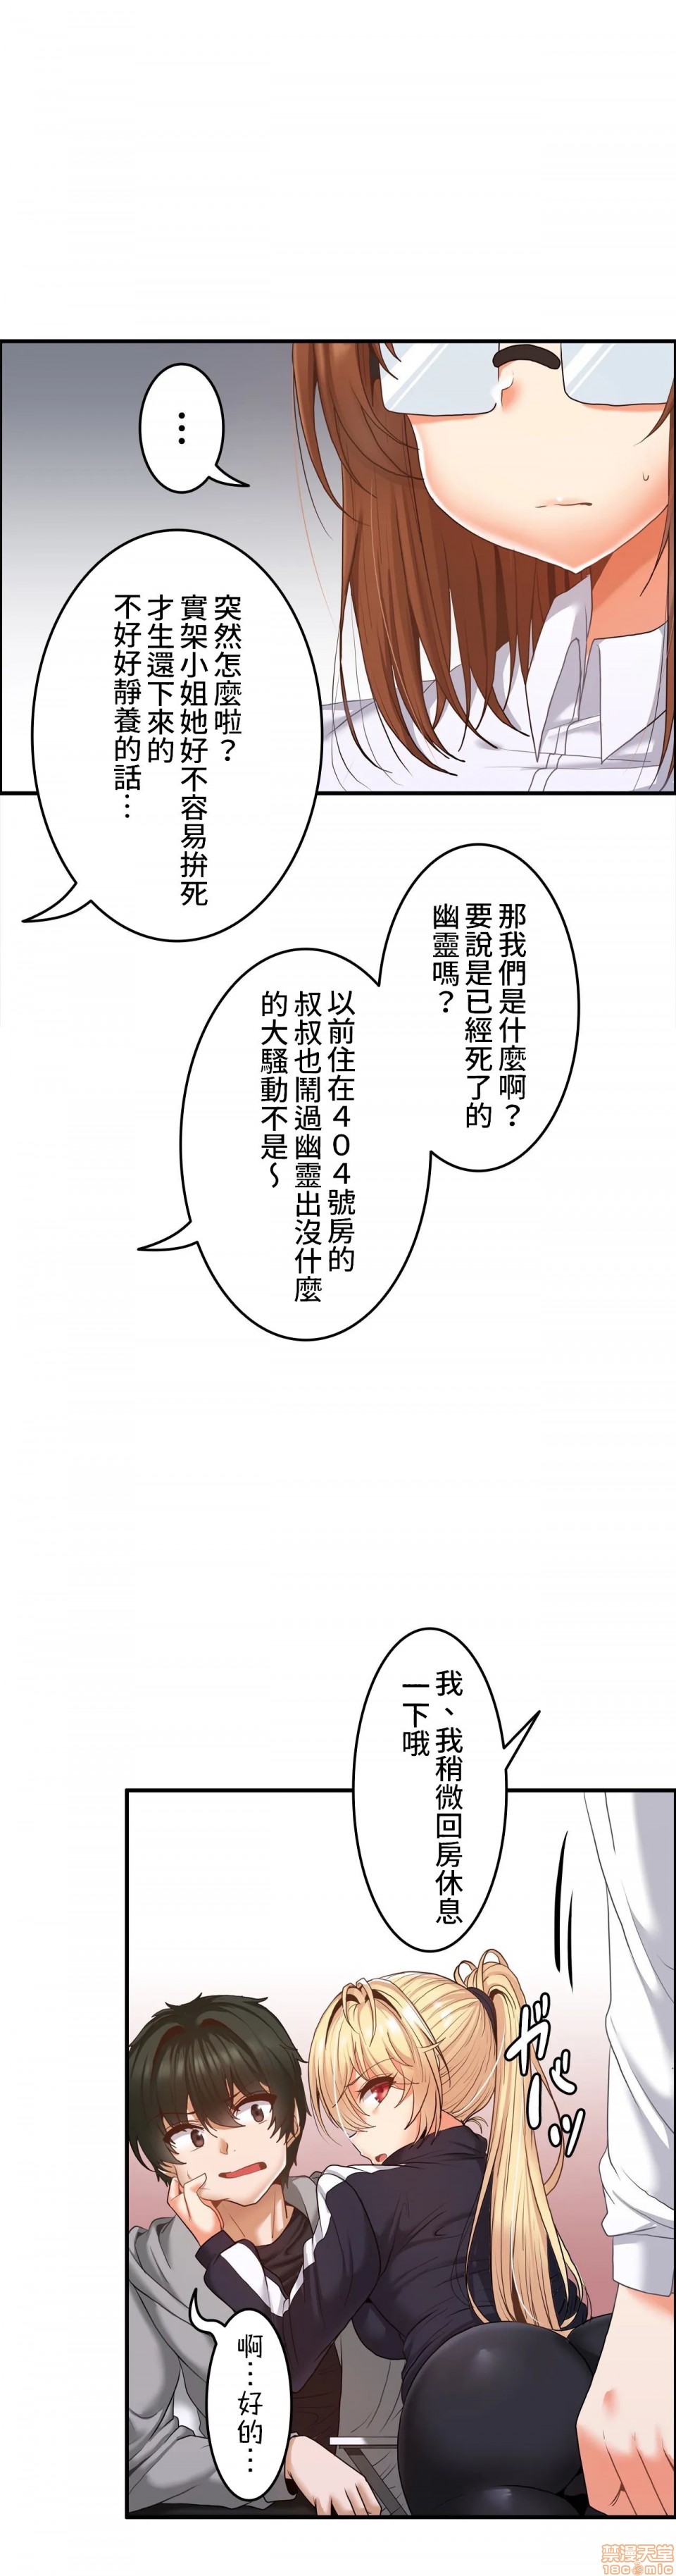 …
突然怎麼啦？
實架小姐她好不容易拚死
才生還下來的
不好好靜養的話…
那我們是什麼啊？
要說是已經死了的
幽靈嗎？
以前住在404號房的
叔叔也鬧過幽靈出沒什麼
的大騷動不是～
我、我稍微回房休息
一下哦
ガーーッ
啊…好的…
禁漫天堂
18comic